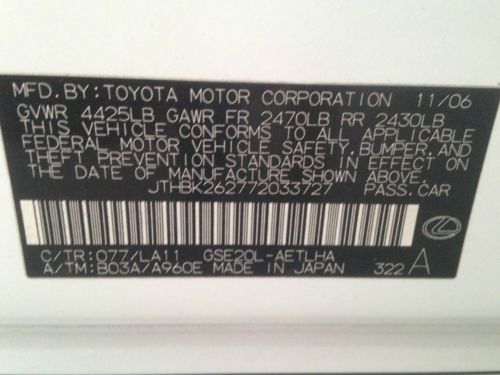 MFD. BY: TOYOTA MOTOR CORPORATION 11/06
GVWR 4425LB GAWR FR 2470LB RR 2430LB
THIS VEHICLE CONFORMS TO ALL APPLICABLE
FEDERAL MOTOR VEHICLE SAFETY, BUMPER, AND
THEFT PREVENTION STANDARDS IN EFFECT ON
THE DATE OF MANUFACTURE SHOWN ABOVE.
JTHBK262772033727 PASS. CAR
C/TR: 077/LA11 GSE20L-AETLHA
A/TM: B03A/A960E MADE IN JAPAN 322 A